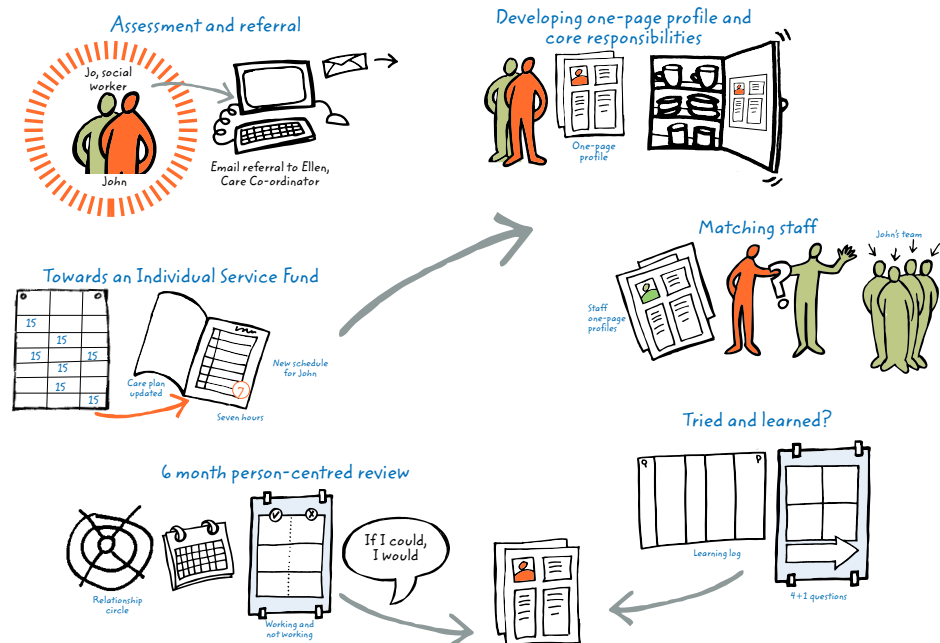 Assessment and referral
Jo, social
worker
John
Email referral to Ellen,
Care Co-ordinator
Developing one-page profile and
core responsibilities
One-page
profile
Matching staff
John's team
Staff
one-page
profiles
?
Towards an Individual Service Fund
15
15
15
15
15
15
15
Care plan
updated
7
New schedule
for John
Seven hours
Tried and learned?
Learning log
4+1 questions
6 month person-centred review
Relationship
circle
Working and
not working
If I could,
I would